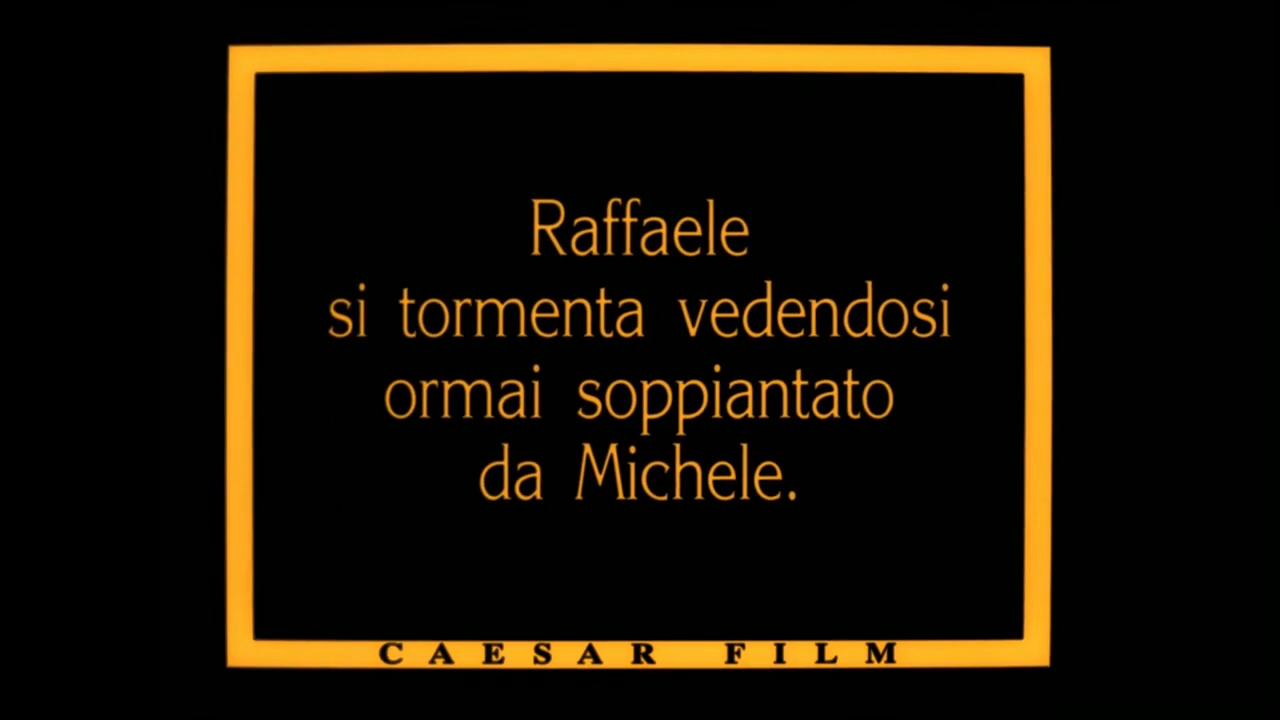 Raffaele
si tormenta vedendosi
ormai soppiantato
da Michele.
CAESAR FILM